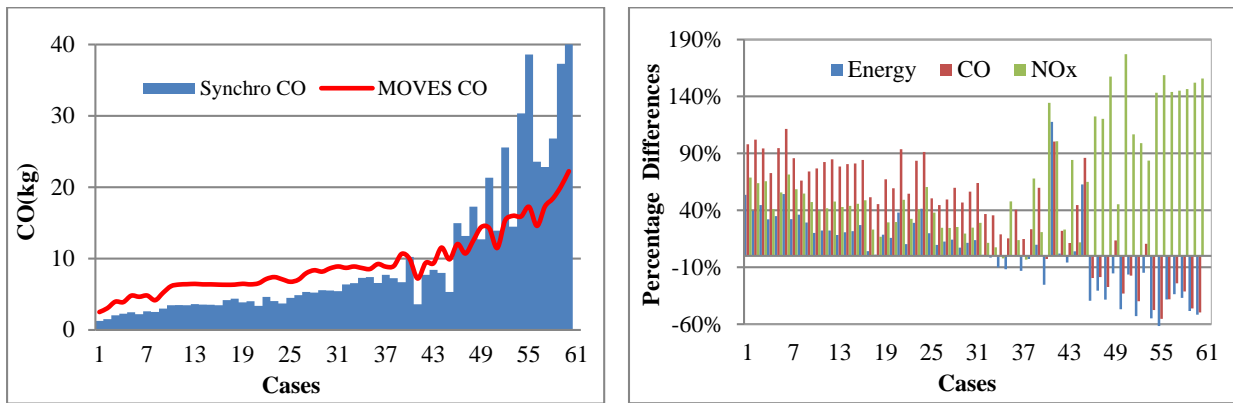 40
30
20
10
0
CO(kg)
Synchro CO
MOVES CO
1 7 13 19 25 31 37 43 49 55 61
Cases
190%
140%
90%
40%
-10%
-60%
Percentage Differences
Energy CO NOx
1 7 13 19 25 31 37 43 49 55 61
Cases